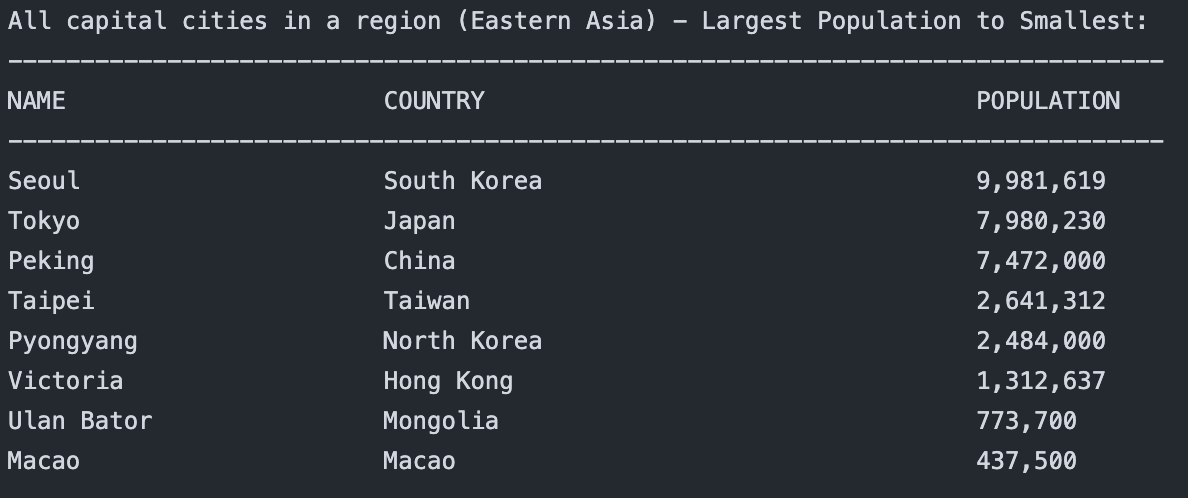 All capital cities in a region (Eastern Asia) – Largest Population to Smallest:
--------------------------------------------------------------------------------
NAME COUNTRY POPULATION
--------------------------------------------------------------------------------
Seoul South Korea 9,981,619
Tokyo Japan 7,980,230
Peking China 7,472,000
Taipei Taiwan 2,641,312
Pyongyang North Korea 2,484,000
Victoria Hong Kong 1,312,637
Ulan Bator Mongolia 773,700
Macao Macao 437,500